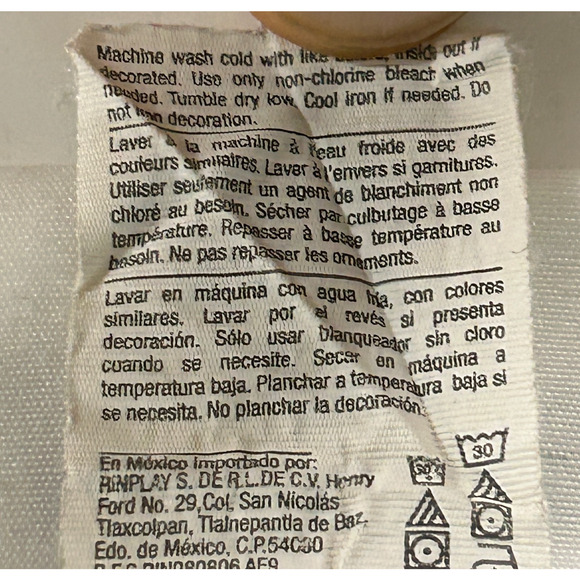 Machine wash cold with like inside out if
decorated. Use only non-chlorine bleach when
needed. Tumble dry low. Cool iron if needed. Do
not iron decoration.
Laver à la machine à l'eau froide avec des
couleurs similaires. Laver à l'envers si garnitures.
Utiliser seulement un agent de blanchiment non
chloré au besoin. Sécher par culbutage à basse
température. Repasser à basse température au
besoin. Ne pas repasser les ornements.
Lavar en máquina con agua fría, con colores
similares. Lavar por el revés si presenta
decoración. Sólo usar blanqueador sin cloro
cuando se necesite. Secar en máquina a
temperatura baja. Planchar a temperatura baja si
se necesita. No planchar la decoración.
En México importado por:
RINPLAY S. DE R.L. DE C.V. Henry
Ford No. 29, Col. San Nicolás
Tlaxcolpan, Tlalnepantla de Baz,
Edo. de México, C.P. 54030
30